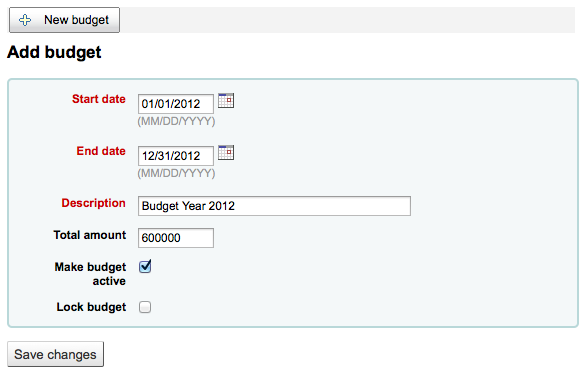 New budget
Add budget
Start date 01/01/2012
(MM/DD/YYYY)
End date 12/31/2012
(MM/DD/YYYY)
Description Budget Year 2012
Total amount 600000
Make budget
active
Lock budget
Save changes